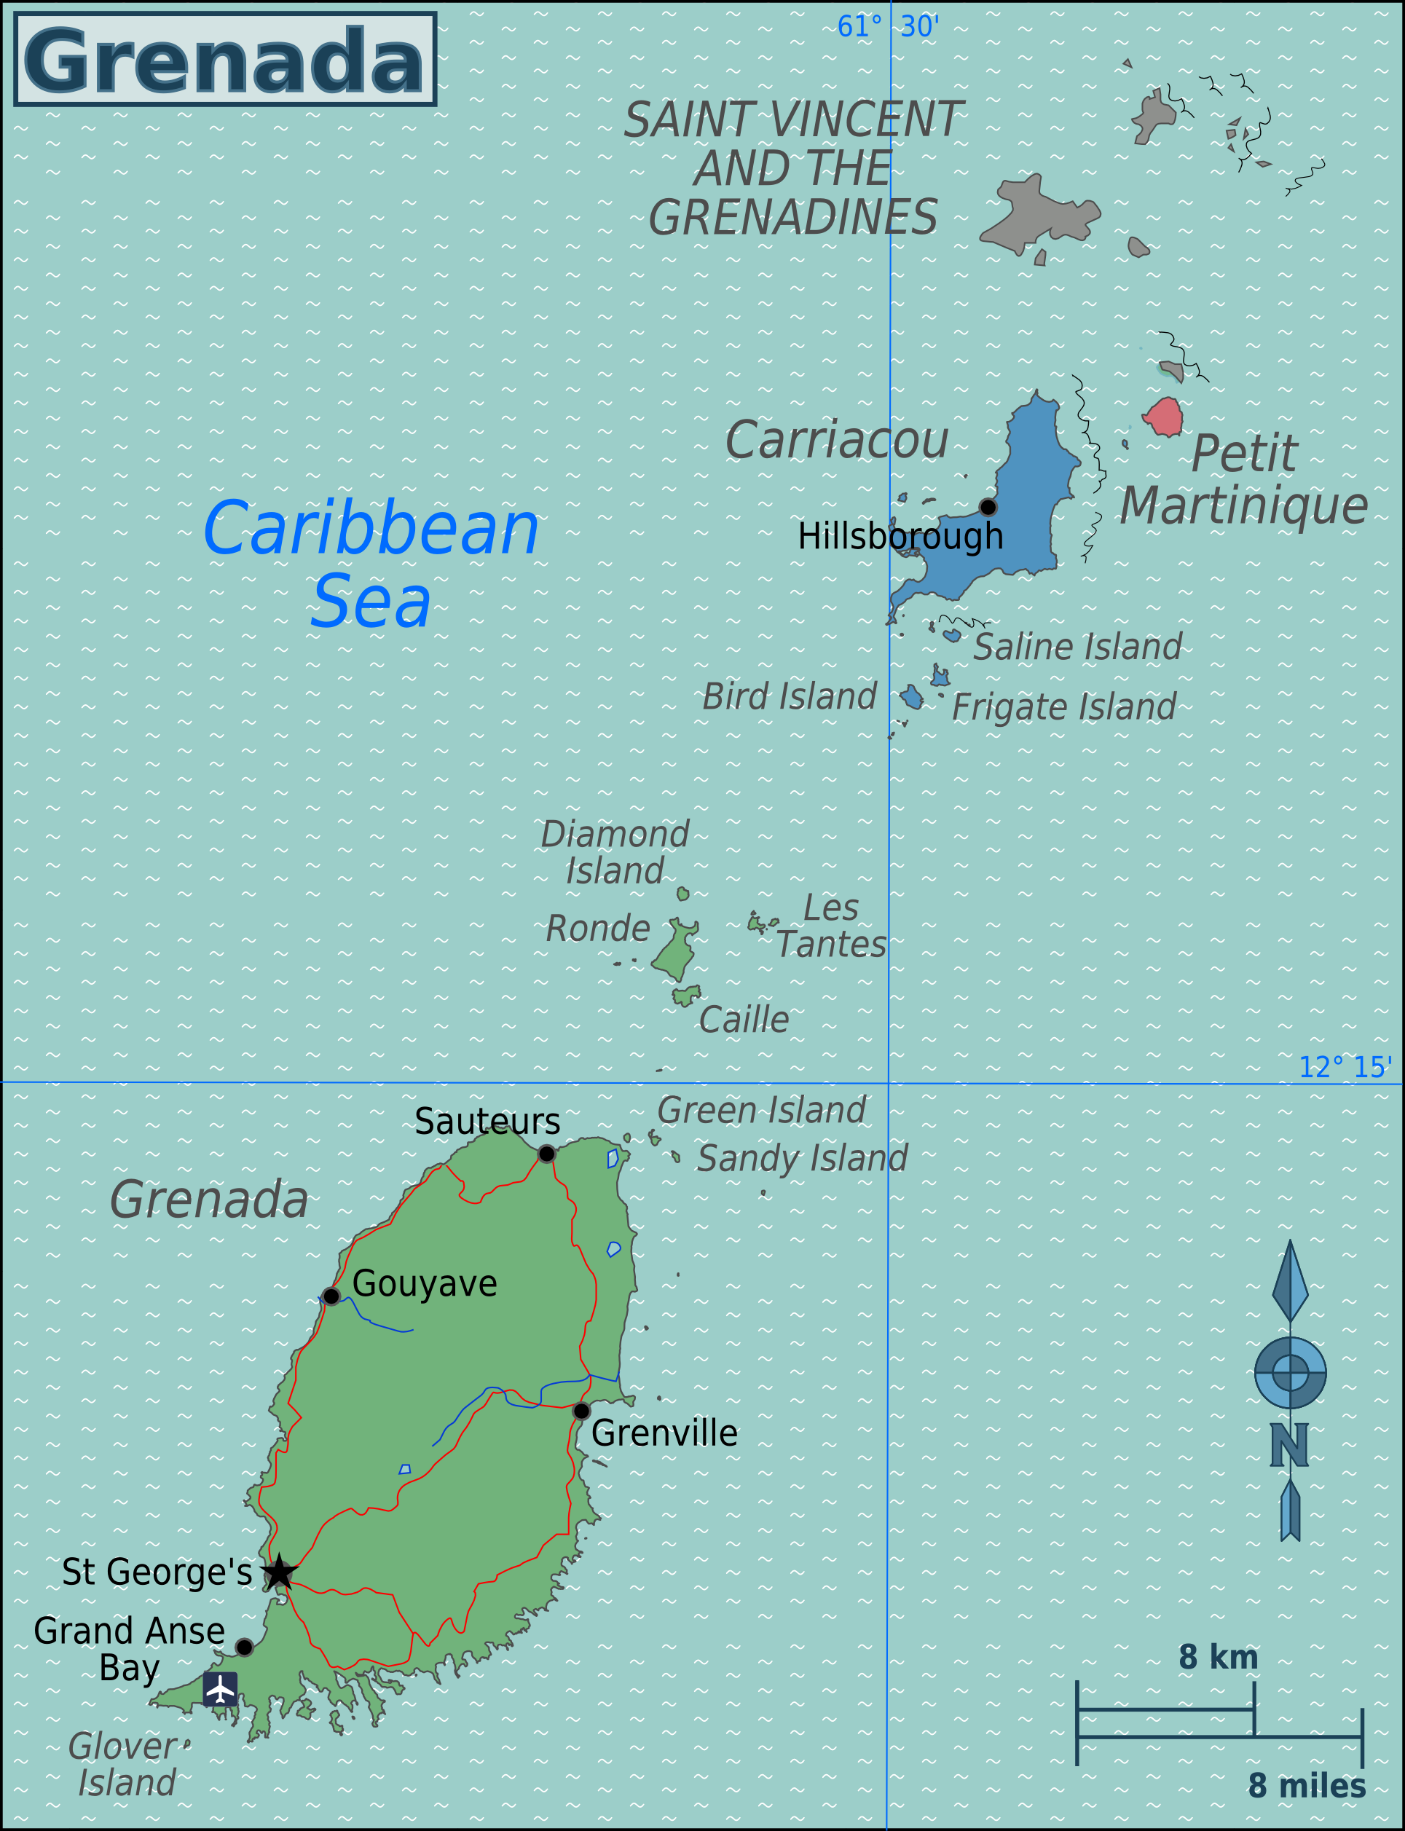 Grenada
61° 30'
SAINT VINCENT
AND THE
GRENADINES
Carriacou
Petit
Martinique
Caribbean
Sea
Hillsborough
Saline Island
Bird Island
Frigate Island
Diamond
Island
Ronde
Les
Tantes
Caille
12° 15'
Sauteurs
Green Island
Sandy Island
Grenada
Gouyave
Grenville
N
St George's
Grand Anse
Bay
Glover
Island
8 km
8 miles